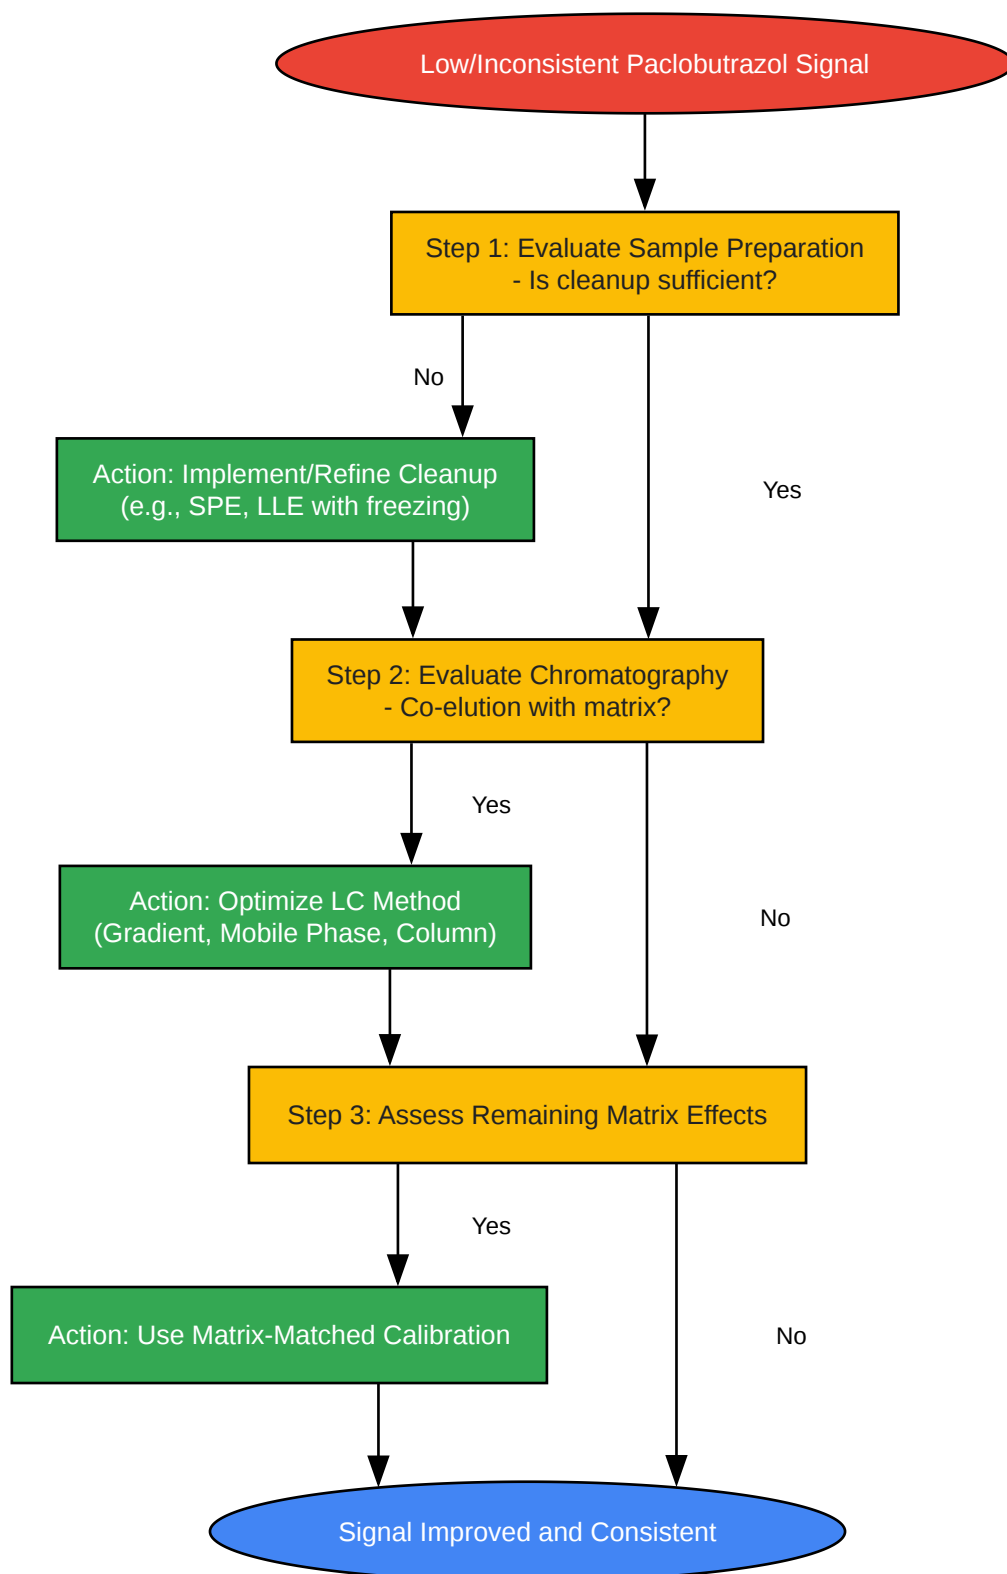 Low/Inconsistent Paclobutrazol Signal
Step 1: Evaluate Sample Preparation
- Is cleanup sufficient?
No
Action: Implement/Refine Cleanup
(e.g., SPE, LLE with freezing)
Yes
Step 2: Evaluate Chromatography
- Co-elution with matrix?
Yes
Action: Optimize LC Method
(Gradient, Mobile Phase, Column)
No
Step 3: Assess Remaining Matrix Effects
Yes
Action: Use Matrix-Matched Calibration
No
Signal Improved and Consistent